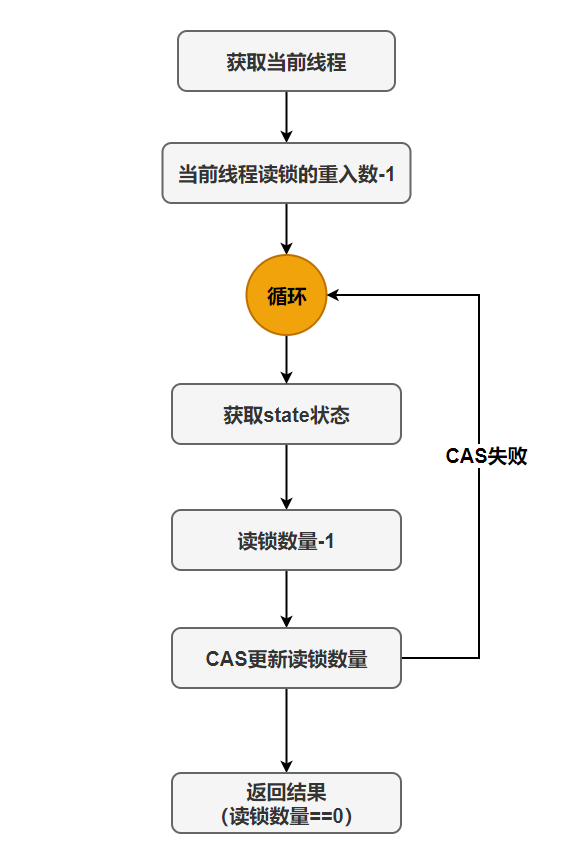 获取当前线程
当前线程读锁的重入数-1
循环
获取state状态
CAS失败
读锁数量-1
CAS更新读锁数量
返回结果
（读锁数量==0）